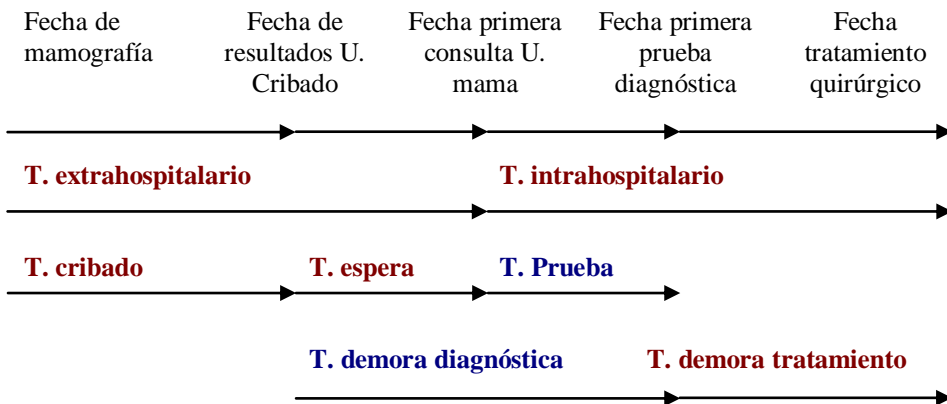 Fecha de
mamografía
Fecha de
resultados U.
Cribado
Fecha primera
consulta U.
mama
Fecha primera
prueba
diagnóstica
Fecha
tratamiento
quirúrgico
T. extrahospitalario
T. intrahospitalario
T. cribado
T. espera
T. Prueba
T. demora diagnóstica
T. demora tratamiento